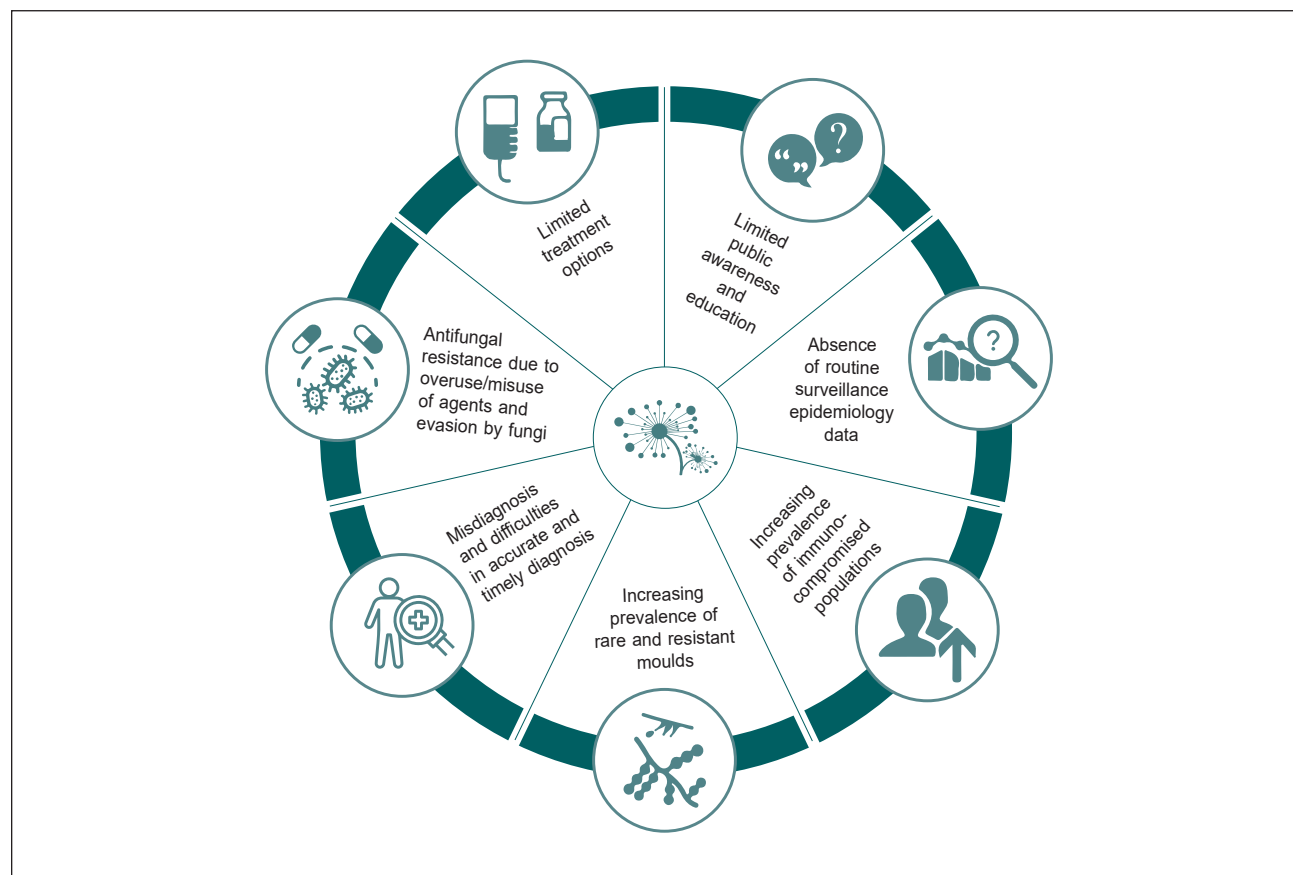 Limited
treatment
options
Limited
public
awareness
and
education
?
Absence
of routine
surveillance
epidemiology
data
?
Increasing
prevalence
of immuno-
compromised
populations
Increasing
prevalence of
rare and resistant
moulds
Misdiagnosis
and difficulties
in accurate and
timely diagnosis
Antifungal
resistance due to
overuse/misuse
of agents and
evasion by fungi